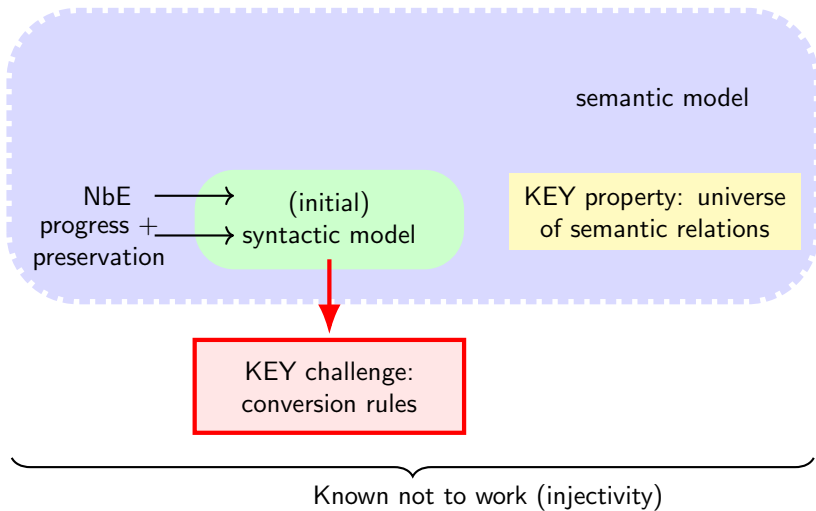 semantic model
NbE
progress +
preservation
(initial)
syntactic model
KEY property: universe
of semantic relations
KEY challenge:
conversion rules
Known not to work (injectivity)